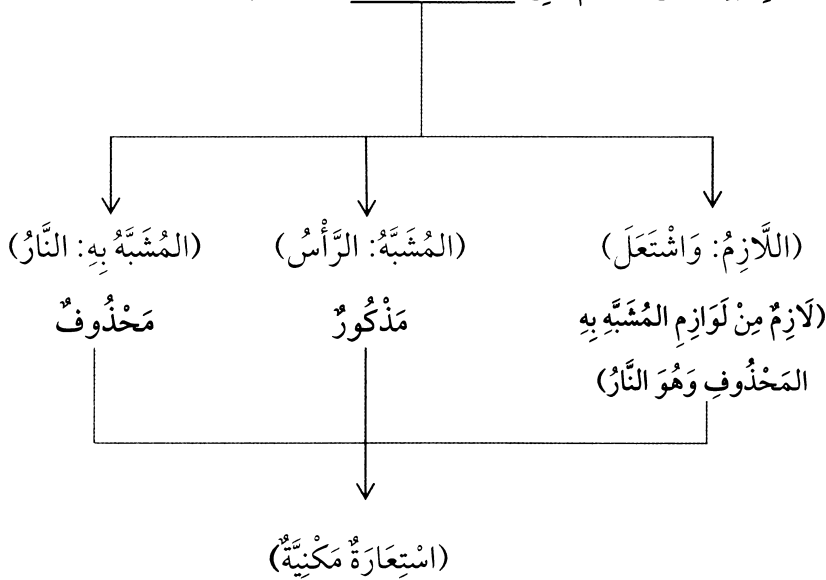 (اللَّازِمُ: وَاشْتَعَلَ) (المُشَبَّهُ: الرَّأْسُ) (المُشَبَّهُ بِهِ: النَّارُ)
(لَازِمٌ مِنْ لَوَازِمِ المُشَبَّهِ بِهِ مَذْكُورٌ مَحْذُوفٌ
المَحْذُوفِ وَهُوَ النَّارُ)
(اسْتِعَارَةٌ مَكْنِيَّةٌ)